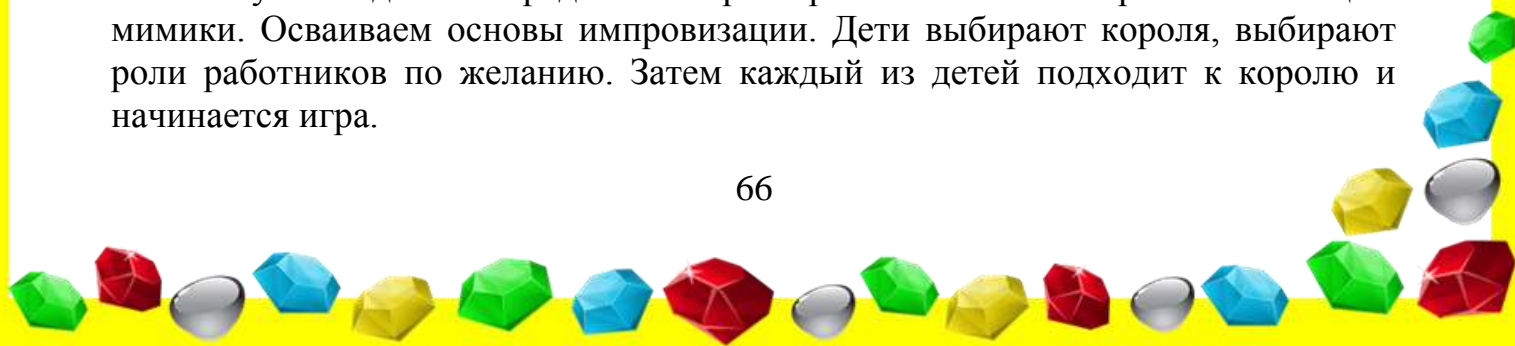 мимики. Осваиваем основы импровизации. Дети выбирают короля, выбирают
роли работников по желанию. Затем каждый из детей подходит к королю и
начинается игра.
66